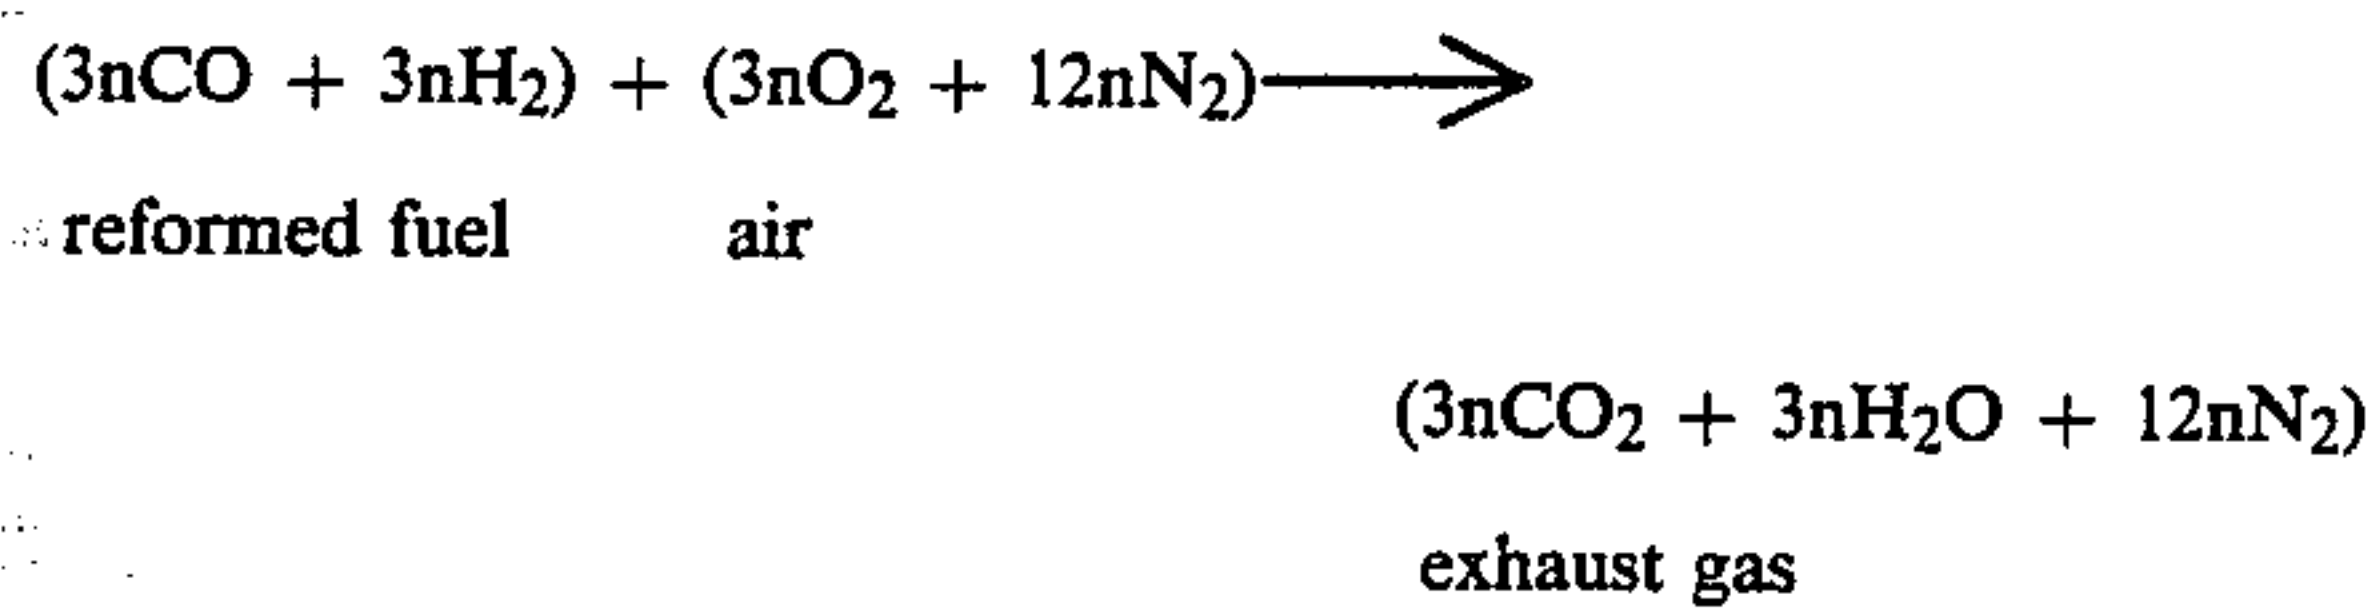 (3nCO + 3nH₂) + (3nO₂ + 12nN₂)⟶
reformed fuel air
(3nCO₂ + 3nH₂O + 12nN₂)
exhaust gas